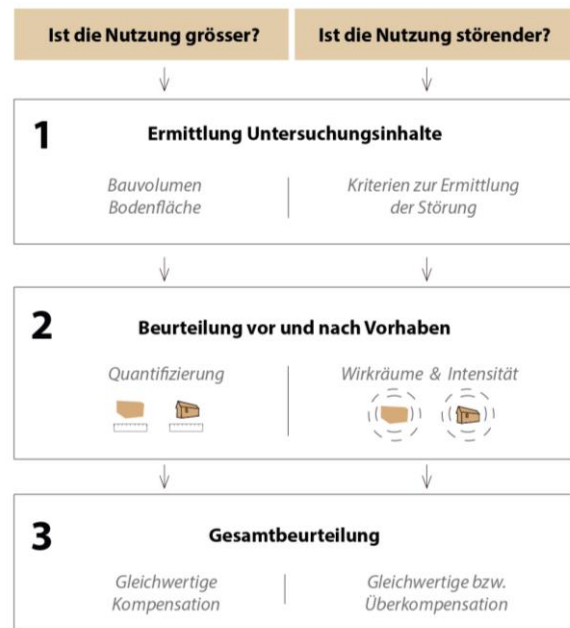 Ist die Nutzung grösser?
Ist die Nutzung störender?
1
Ermittlung Untersuchungsinhalte
Bauvolumen
Bodenfläche
Kriterien zur Ermittlung
der Störung
2
Beurteilung vor und nach Vorhaben
Quantifizierung
Wirkräume & Intensität
3
Gesamtbeurteilung
Gleichwertige
Kompensation
Gleichwertige bzw.
Überkompensation